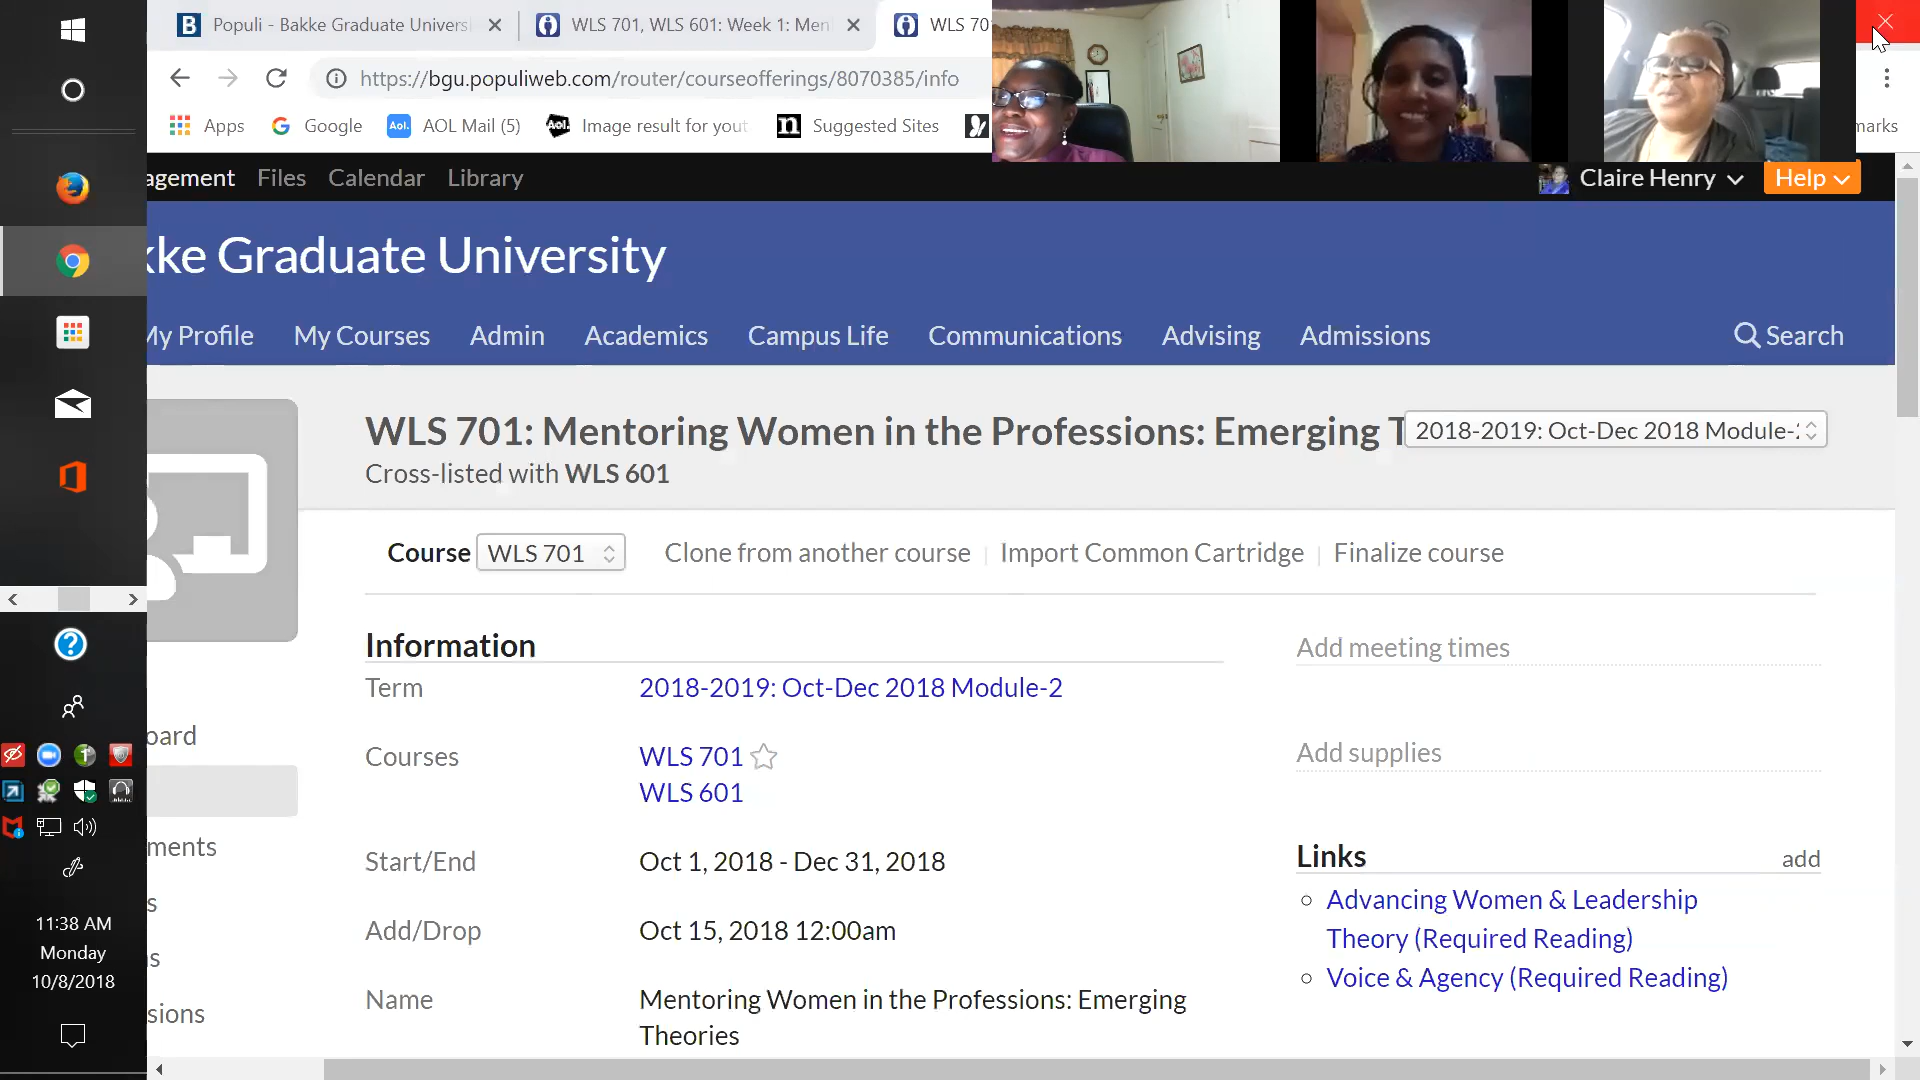 Populi - Bakke Graduate Univers
WLS 701, WLS 601: Week 1: Men
WLS 70
https://bgu.populiweb.com/router/courseofferings/8070385/info
Apps
Google
Aol.
AOL Mail (5)
Aol.
Image result for yout
n
Suggested Sites
marks
agement
Files
Calendar
Library
Claire Henry
Help
kke Graduate University
My Profile
My Courses
Admin
Academics
Campus Life
Communications
Advising
Admissions
Search
WLS 701: Mentoring Women in the Professions: Emerging T
2018-2019: Oct-Dec 2018 Module-2
Cross-listed with WLS 601
Course
WLS 701
Clone from another course
Import Common Cartridge
Finalize course
Information
Term
2018-2019: Oct-Dec 2018 Module-2
Courses
WLS 701
WLS 601
Start/End
Oct 1, 2018 - Dec 31, 2018
Add/Drop
Oct 15, 2018 12:00am
Name
Mentoring Women in the Professions: Emerging
Theories
Add meeting times
Add supplies
Links
add
Advancing Women & Leadership
Theory (Required Reading)
Voice & Agency (Required Reading)
oard
ments
s
s
sions
11:38 AM
Monday
10/8/2018